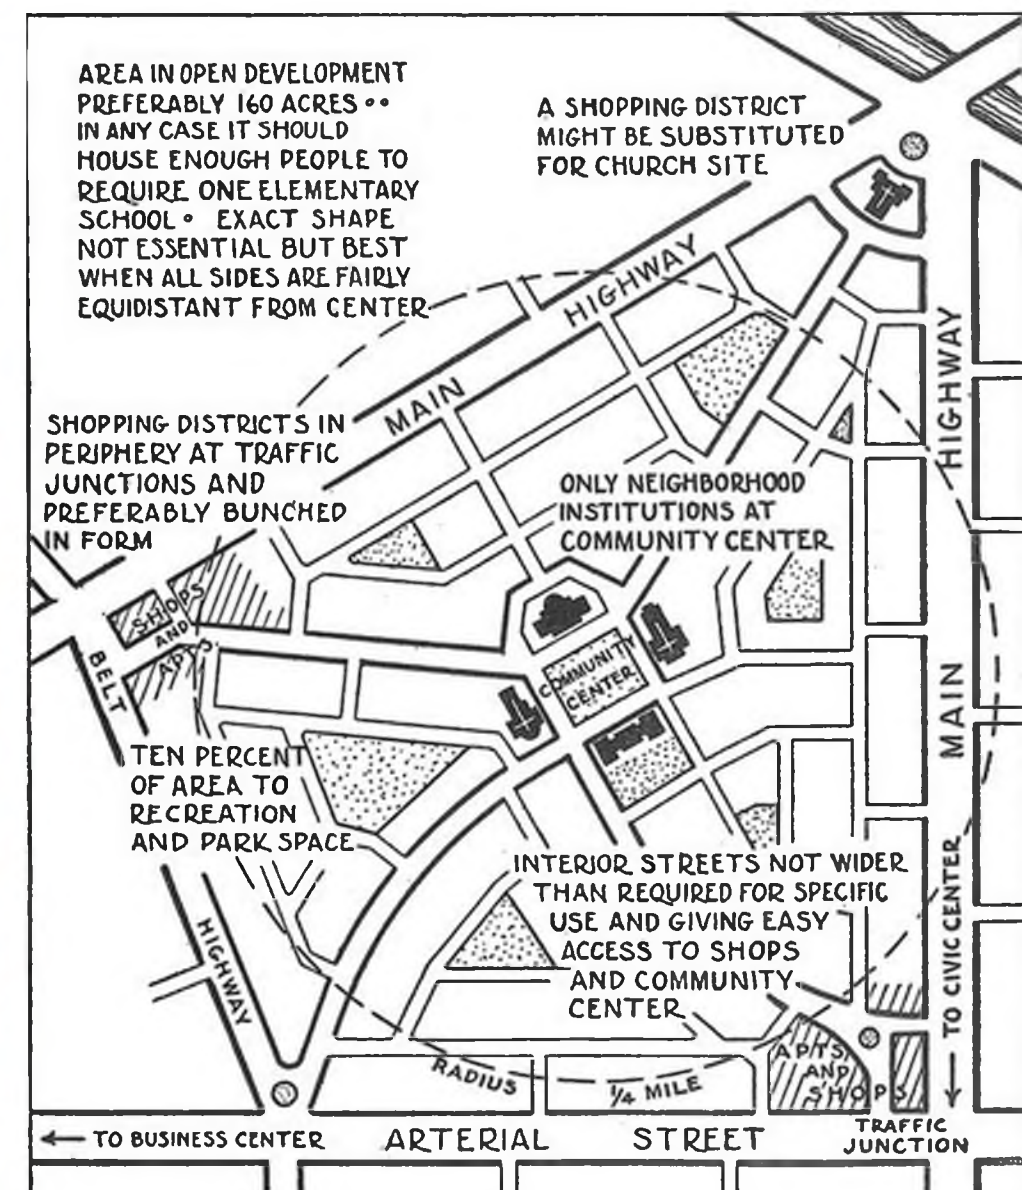 AREA IN OPEN DEVELOPMENT
PREFERABLY 160 ACRES ••
IN ANY CASE IT SHOULD
HOUSE ENOUGH PEOPLE TO
REQUIRE ONE ELEMENTARY
SCHOOL • EXACT SHAPE
NOT ESSENTIAL BUT BEST
WHEN ALL SIDES ARE FAIRLY
EQUIDISTANT FROM CENTER
A SHOPPING DISTRICT
MIGHT BE SUBSTITUTED
FOR CHURCH SITE
MAIN HIGHWAY
HIGHWAY
MAIN
SHOPPING DISTRICTS IN
PERIPHERY AT TRAFFIC
JUNCTIONS AND
PREFERABLY BUNCHED
IN FORM
ONLY NEIGHBORHOOD
INSTITUTIONS AT
COMMUNITY CENTER
SHOPS
AND
APTS.
BELT
COMMUNITY
CENTER
TEN PERCENT
OF AREA TO
RECREATION
AND PARK SPACE
HIGHWAY
INTERIOR STREETS NOT WIDER
THAN REQUIRED FOR SPECIFIC
USE AND GIVING EASY
ACCESS TO SHOPS
AND COMMUNITY
CENTER
← TO CIVIC CENTER
APTS.
AND
SHOPS
RADIUS 1/4 MILE
TRAFFIC
JUNCTION
← TO BUSINESS CENTER
ARTERIAL STREET